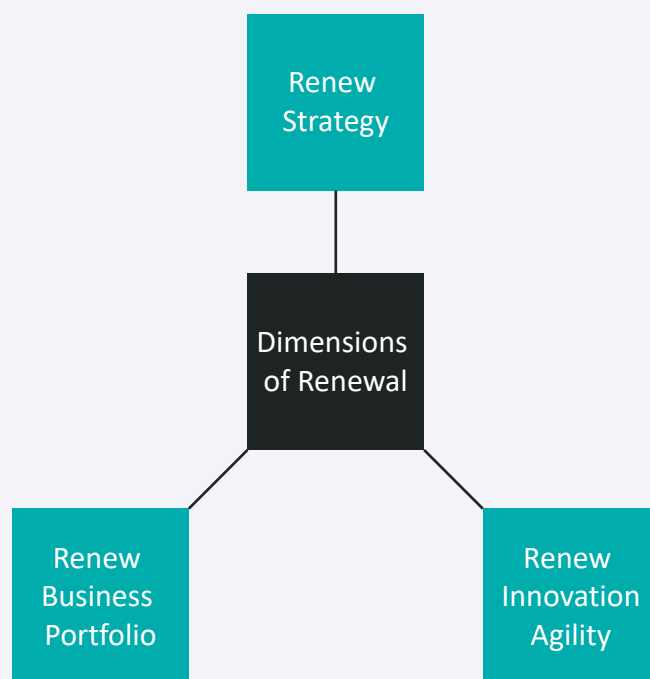 Renew
Strategy
Dimensions
of Renewal
Renew
Business
Portfolio
Renew
Innovation
Agility